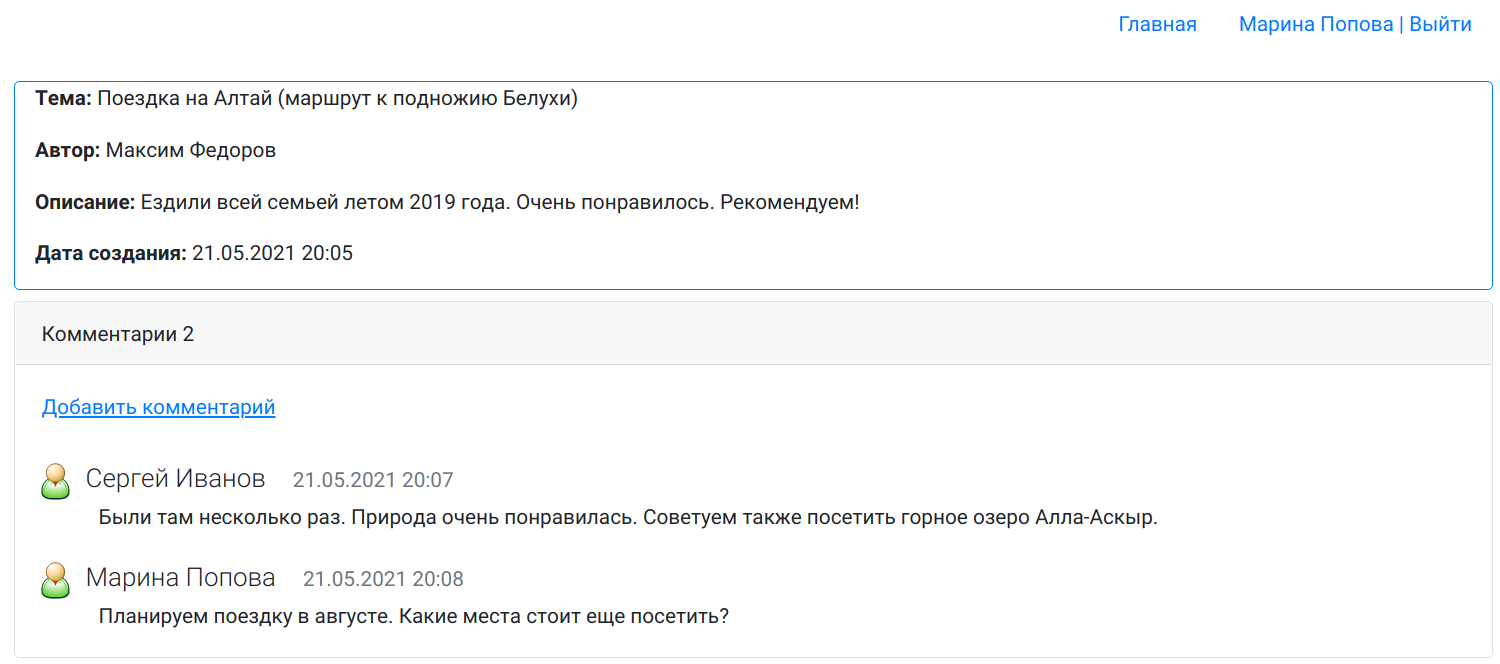 Главная Марина Попова | Выйти
Тема: Поездка на Алтай (маршрут к подножию Белухи)
Автор: Максим Федоров
Описание: Ездили всей семьей летом 2019 года. Очень понравилось. Рекомендуем!
Дата создания: 21.05.2021 20:05
Комментарии 2
Добавить комментарий
Сергей Иванов 21.05.2021 20:07
Были там несколько раз. Природа очень понравилась. Советуем также посетить горное озеро Алла-Аскыр.
Марина Попова 21.05.2021 20:08
Планируем поездку в августе. Какие места стоит еще посетить?